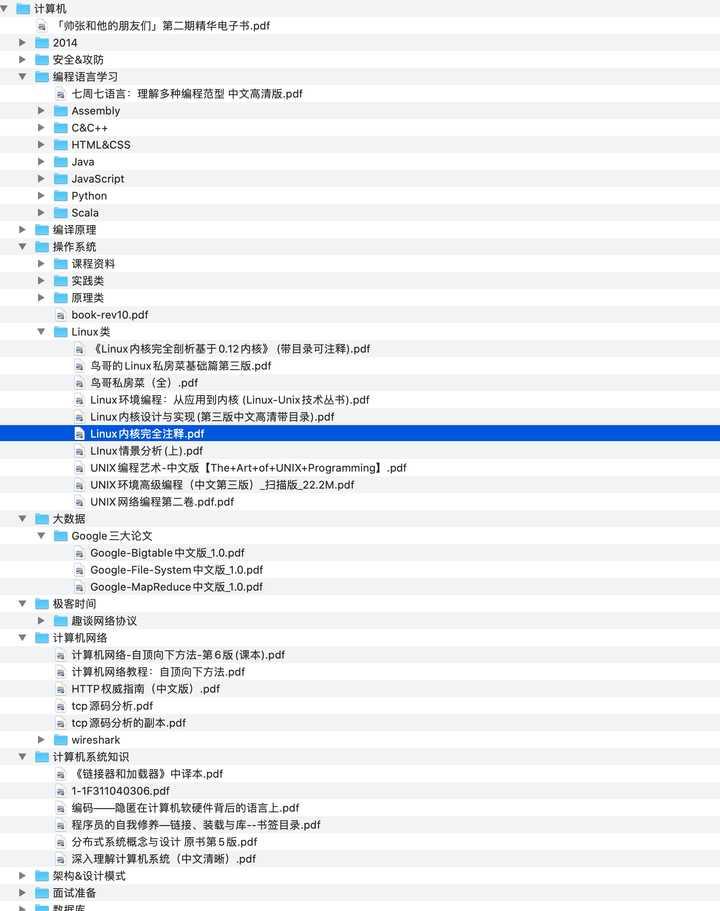 计算机
「帅张和他的朋友们」第二期精华电子书.pdf
2014
安全&攻防
编程语言学习
七周七语言：理解多种编程范型 中文高清版.pdf
Assembly
C&C++
HTML&CSS
Java
JavaScript
Python
Scala
编译原理
操作系统
课程资料
实践类
原理类
book-rev10.pdf
Linux类
《Linux内核完全剖析基于0.12内核》 (带目录可注释).pdf
鸟哥的Linux私房菜基础篇第三版.pdf
鸟哥私房菜（全）.pdf
Linux环境编程：从应用到内核 (Linux-Unix技术丛书).pdf
Linux内核设计与实现(第三版中文高清带目录).pdf
Linux内核完全注释.pdf
LInux情景分析(上).pdf
UNIX编程艺术-中文版【The+Art+of+UNIX+Programming】.pdf
UNIX环境高级编程（中文第三版）_扫描版_22.2M.pdf
UNIX网络编程第二卷.pdf.pdf
大数据
Google三大论文
Google-Bigtable中文版_1.0.pdf
Google-File-System中文版_1.0.pdf
Google-MapReduce中文版_1.0.pdf
极客时间
趣谈网络协议
计算机网络
计算机网络-自顶向下方法-第6版(课本).pdf
计算机网络教程：自顶向下方法.pdf
HTTP权威指南（中文版）.pdf
tcp源码分析.pdf
tcp源码分析的副本.pdf
wireshark
计算机系统知识
《链接器和加载器》中译本.pdf
1-1F311040306.pdf
编码——隐匿在计算机软硬件背后的语言上.pdf
程序员的自我修养—链接、装载与库--书签目录.pdf
分布式系统概念与设计 原书第5版.pdf
深入理解计算机系统（中文清晰）.pdf
架构&设计模式
面试准备
数据库